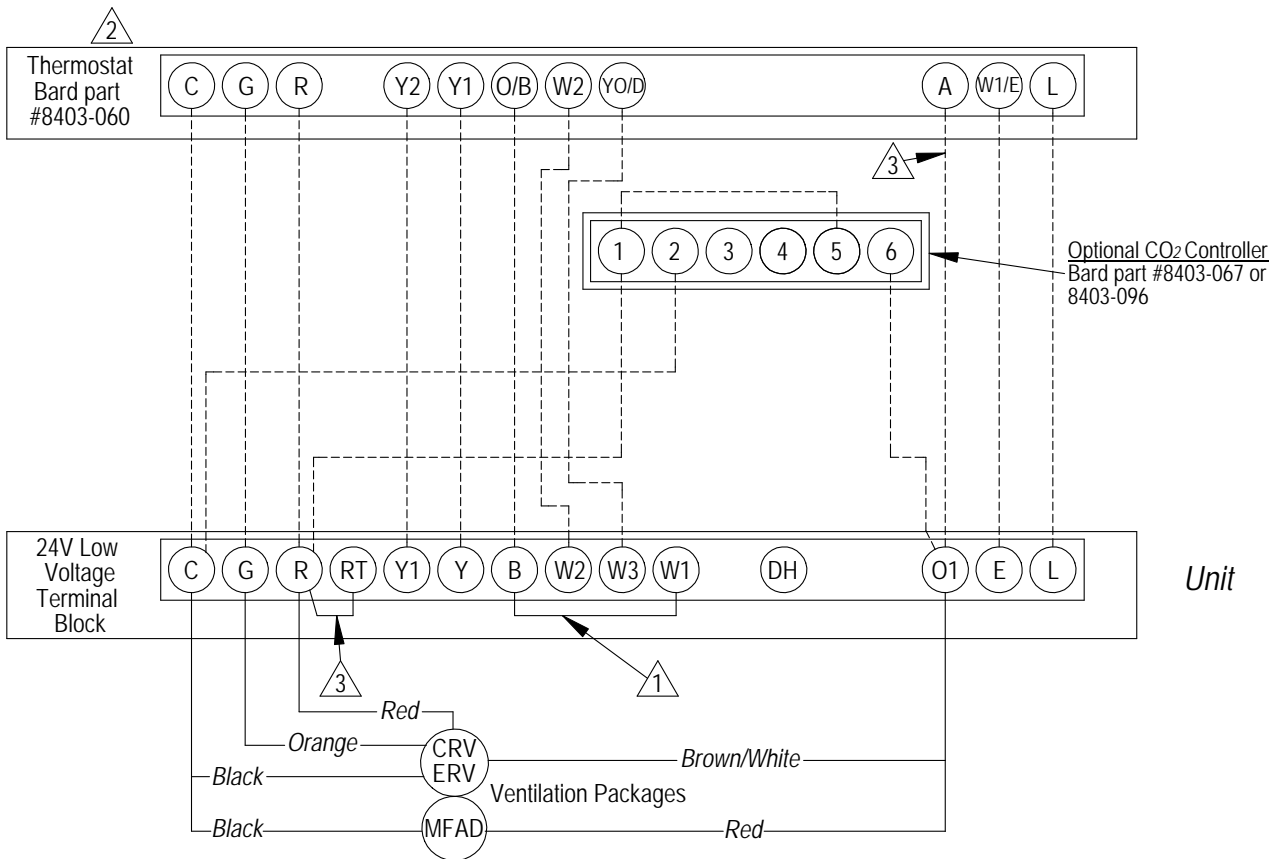 2
Thermostat
Bard part
#8403-060
C G R Y2 Y1 O/B W2 YO/D A W1/E L
3
1 2 3 4 5 6
Optional CO2 Controller
Bard part #8403-067 or
8403-096
24V Low
Voltage
Terminal
Block
C G R RT Y1 Y B W2 W3 W1 DH O1 E L
Unit
3
1
Red
Orange
CRV
Brown/White
Black
ERV
Ventilation Packages
Black
MFAD
Red